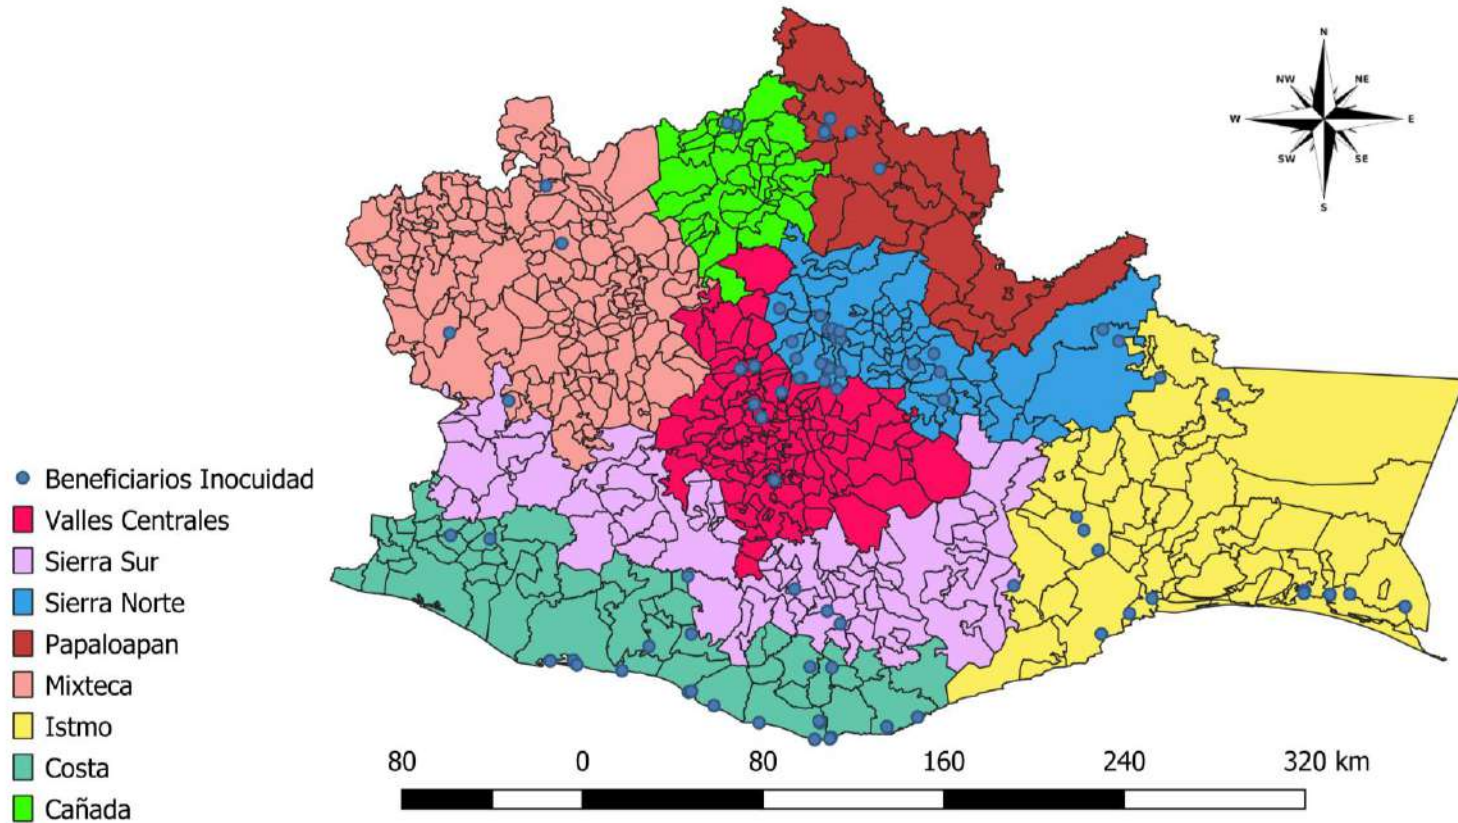 N
NW
NE
W
E
SW
SE
S
Beneficiarios Inocuidad
Valles Centrales
Sierra Sur
Sierra Norte
Papaloapan
Mixteca
Istmo
Costa
Cañada
80 0 80 160 240 320 km